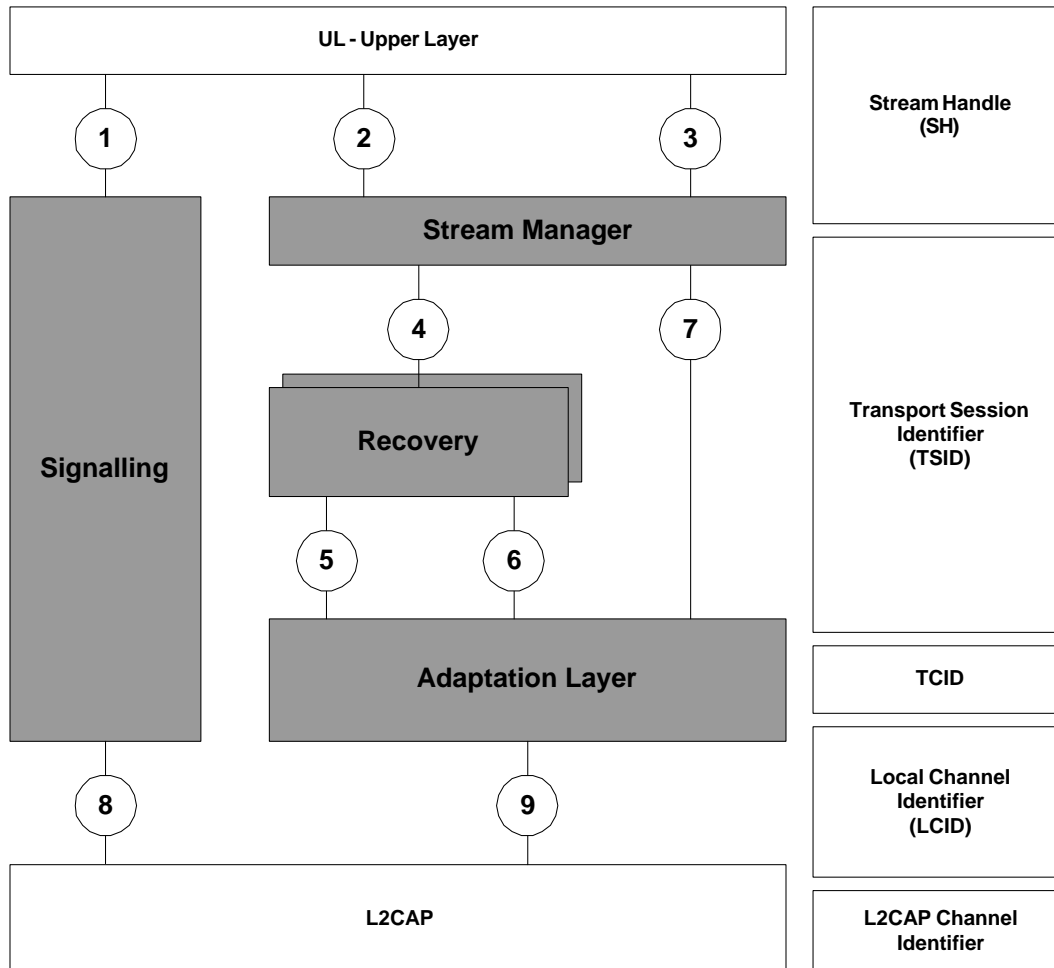 UL - Upper Layer
Stream Handle
(SH)
1
2
3
Stream Manager
4
7
Transport Session
Identifier
(TSID)
Recovery
Signalling
5
6
Adaptation Layer
TCID
Local Channel
Identifier
(LCID)
8
9
L2CAP
L2CAP Channel
Identifier